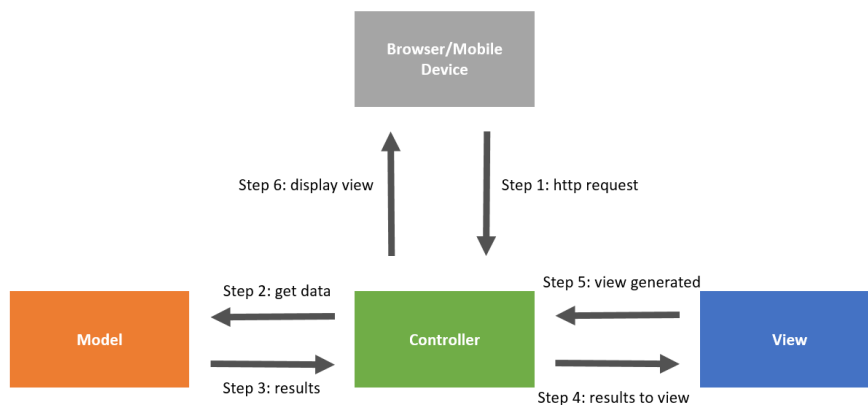 Browser/Mobile
Device
Step 6: display view
Step 1: http request
Step 2: get data
Step 5: view generated
Model
Controller
View
Step 3: results
Step 4: results to view